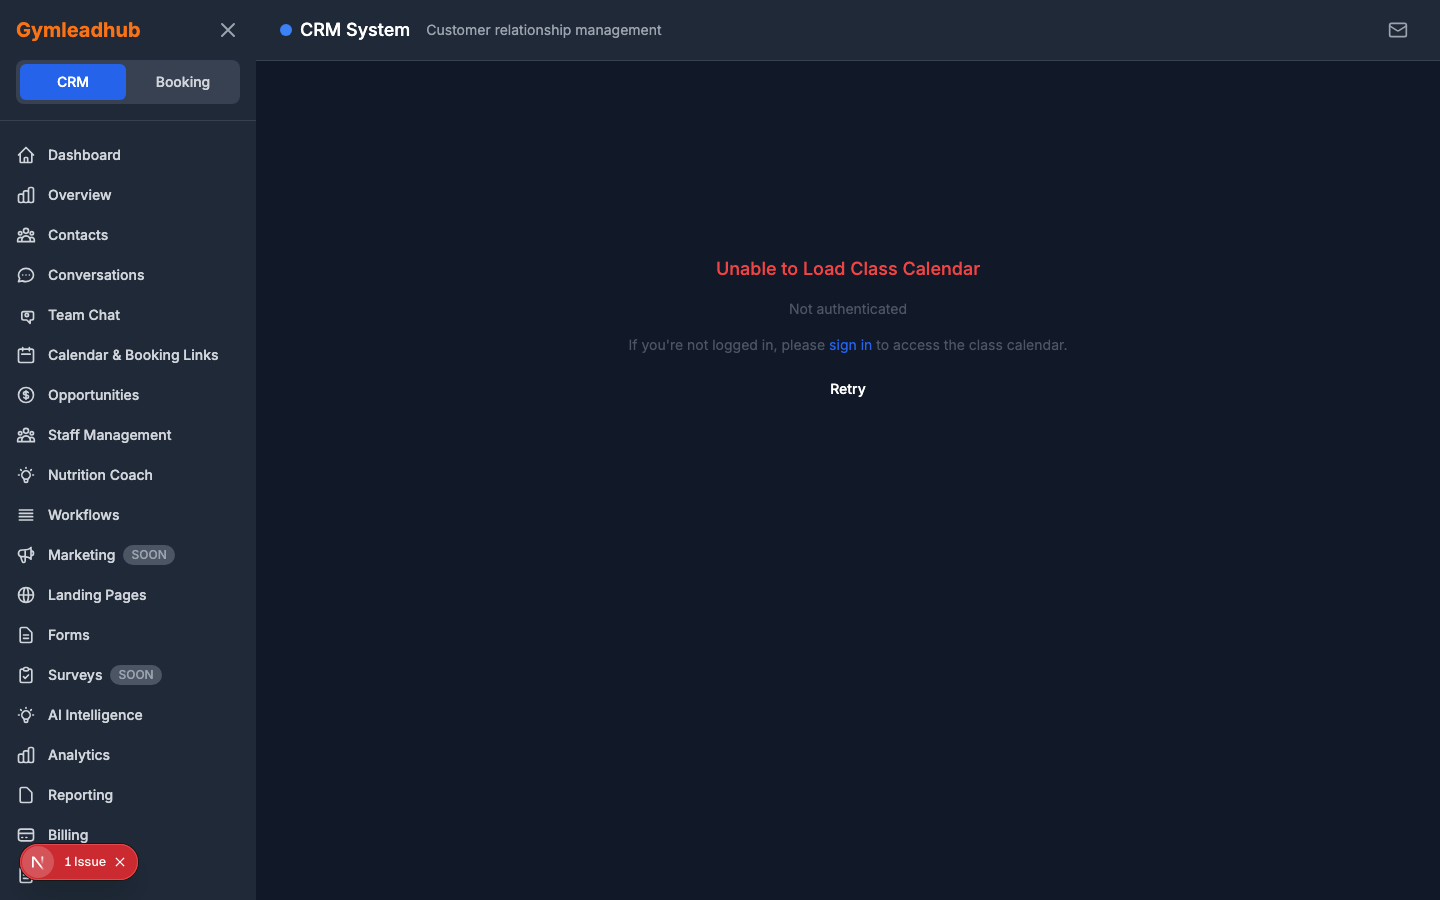 Gymleadhub
CRM System Customer relationship management
CRM Booking
Dashboard
Overview
Contacts
Conversations
Team Chat
Calendar & Booking Links
Opportunities
Staff Management
Nutrition Coach
Workflows
Marketing SOON
Landing Pages
Forms
Surveys SOON
AI Intelligence
Analytics
Reporting
Billing
N 1 Issue
Unable to Load Class Calendar
Not authenticated
If you're not logged in, please sign in to access the class calendar.
Retry